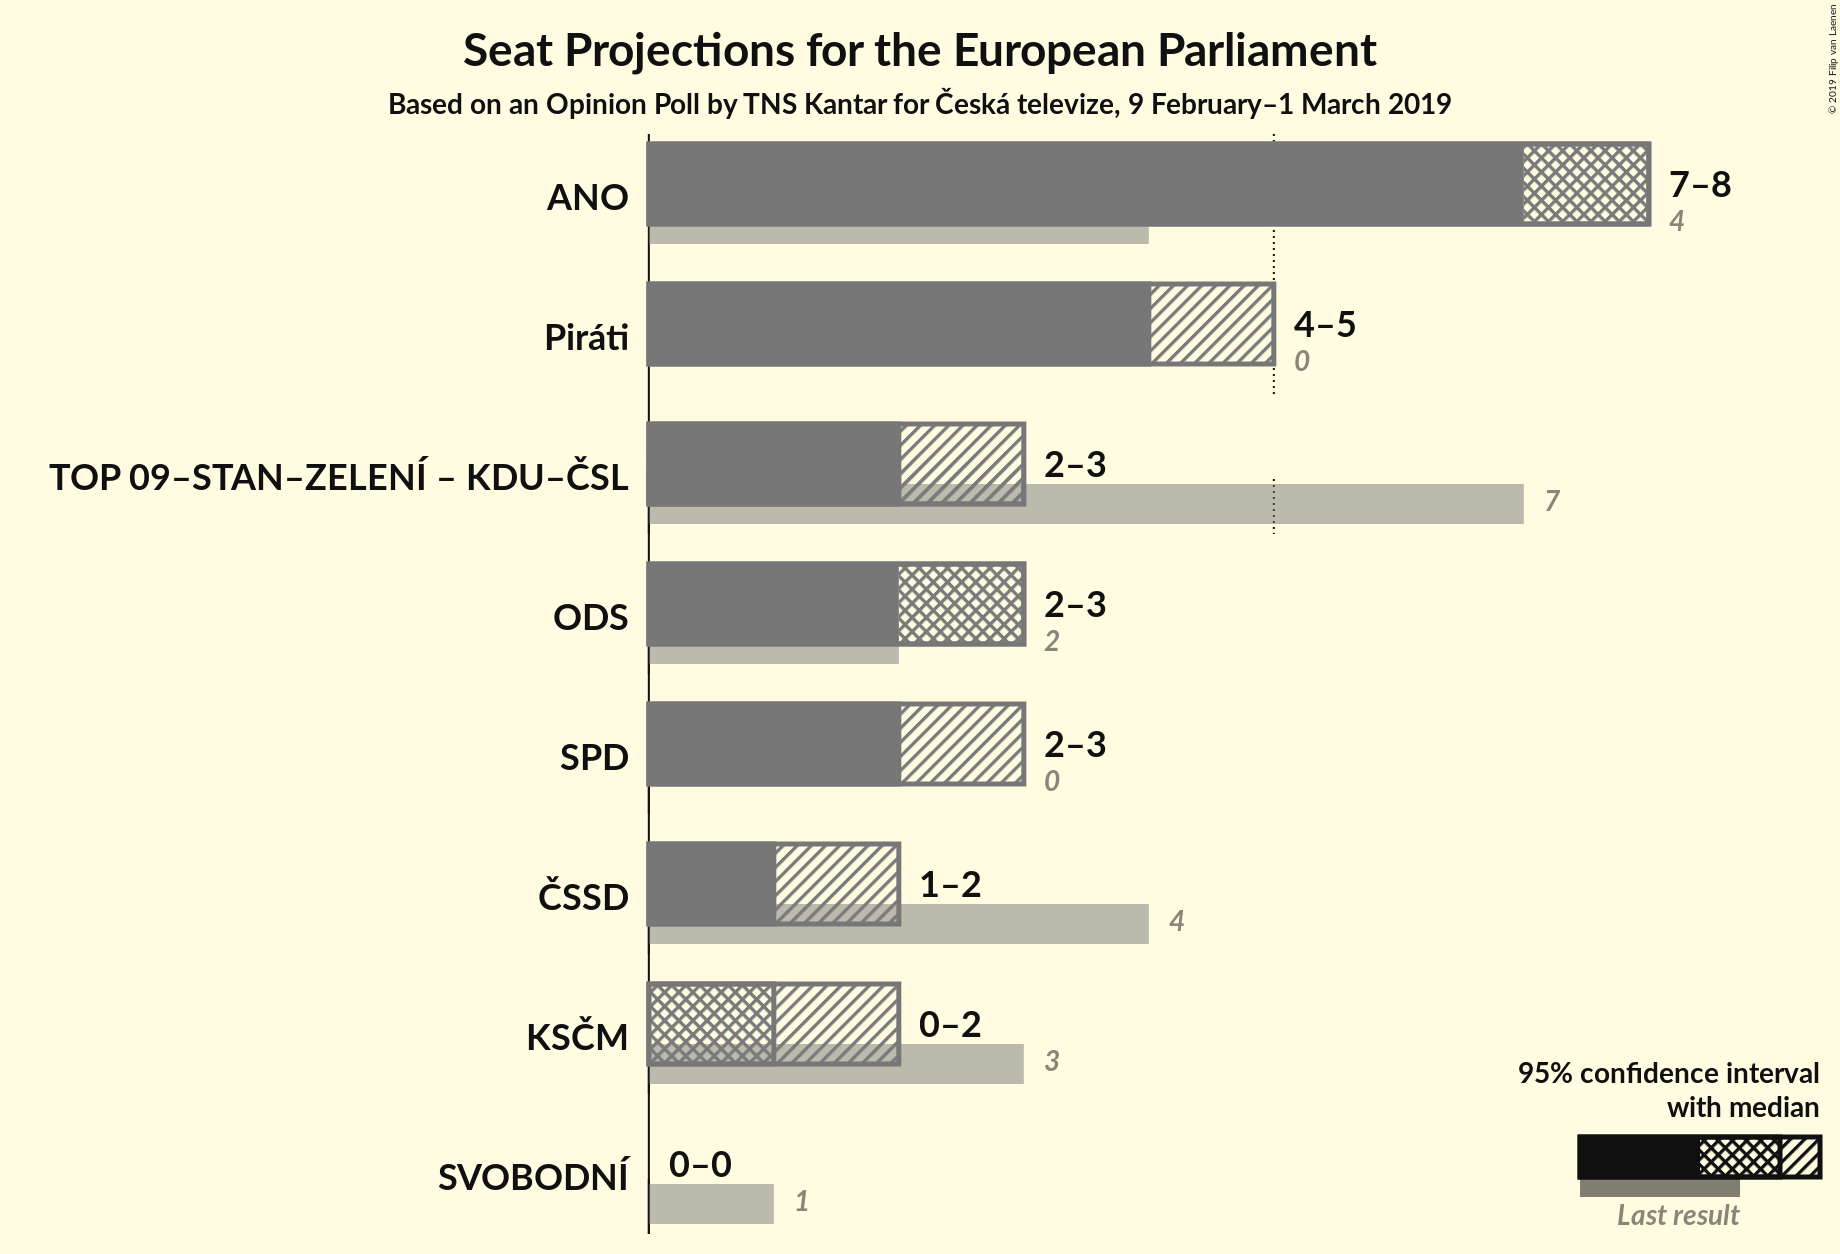 Seat Projections for the European Parliament
Based on an Opinion Poll by TNS Kantar for Česká televize, 9 February–1 March 2019
© 2019 Filip van Laenen
ANO
7–8
4
Piráti
4–5
0
TOP 09–STAN–ZELENÍ – KDU–ČSL
2–3
7
ODS
2–3
2
SPD
2–3
0
ČSSD
1–2
4
KSČM
0–2
3
SVOBODNÍ
0–0
1
95% confidence interval
with median
Last result